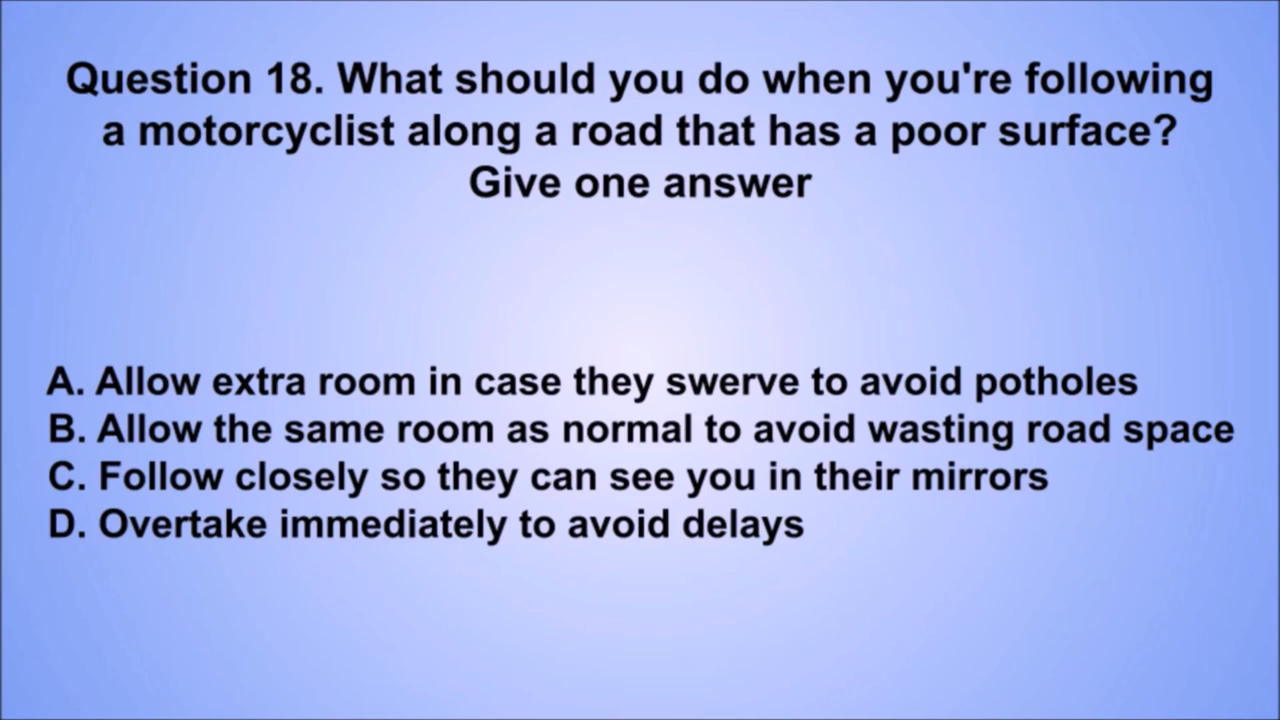 Question 18. What should you do when you're following
a motorcyclist along a road that has a poor surface?
Give one answer
A. Allow extra room in case they swerve to avoid potholes
B. Allow the same room as normal to avoid wasting road space
C. Follow closely so they can see you in their mirrors
D. Overtake immediately to avoid delays